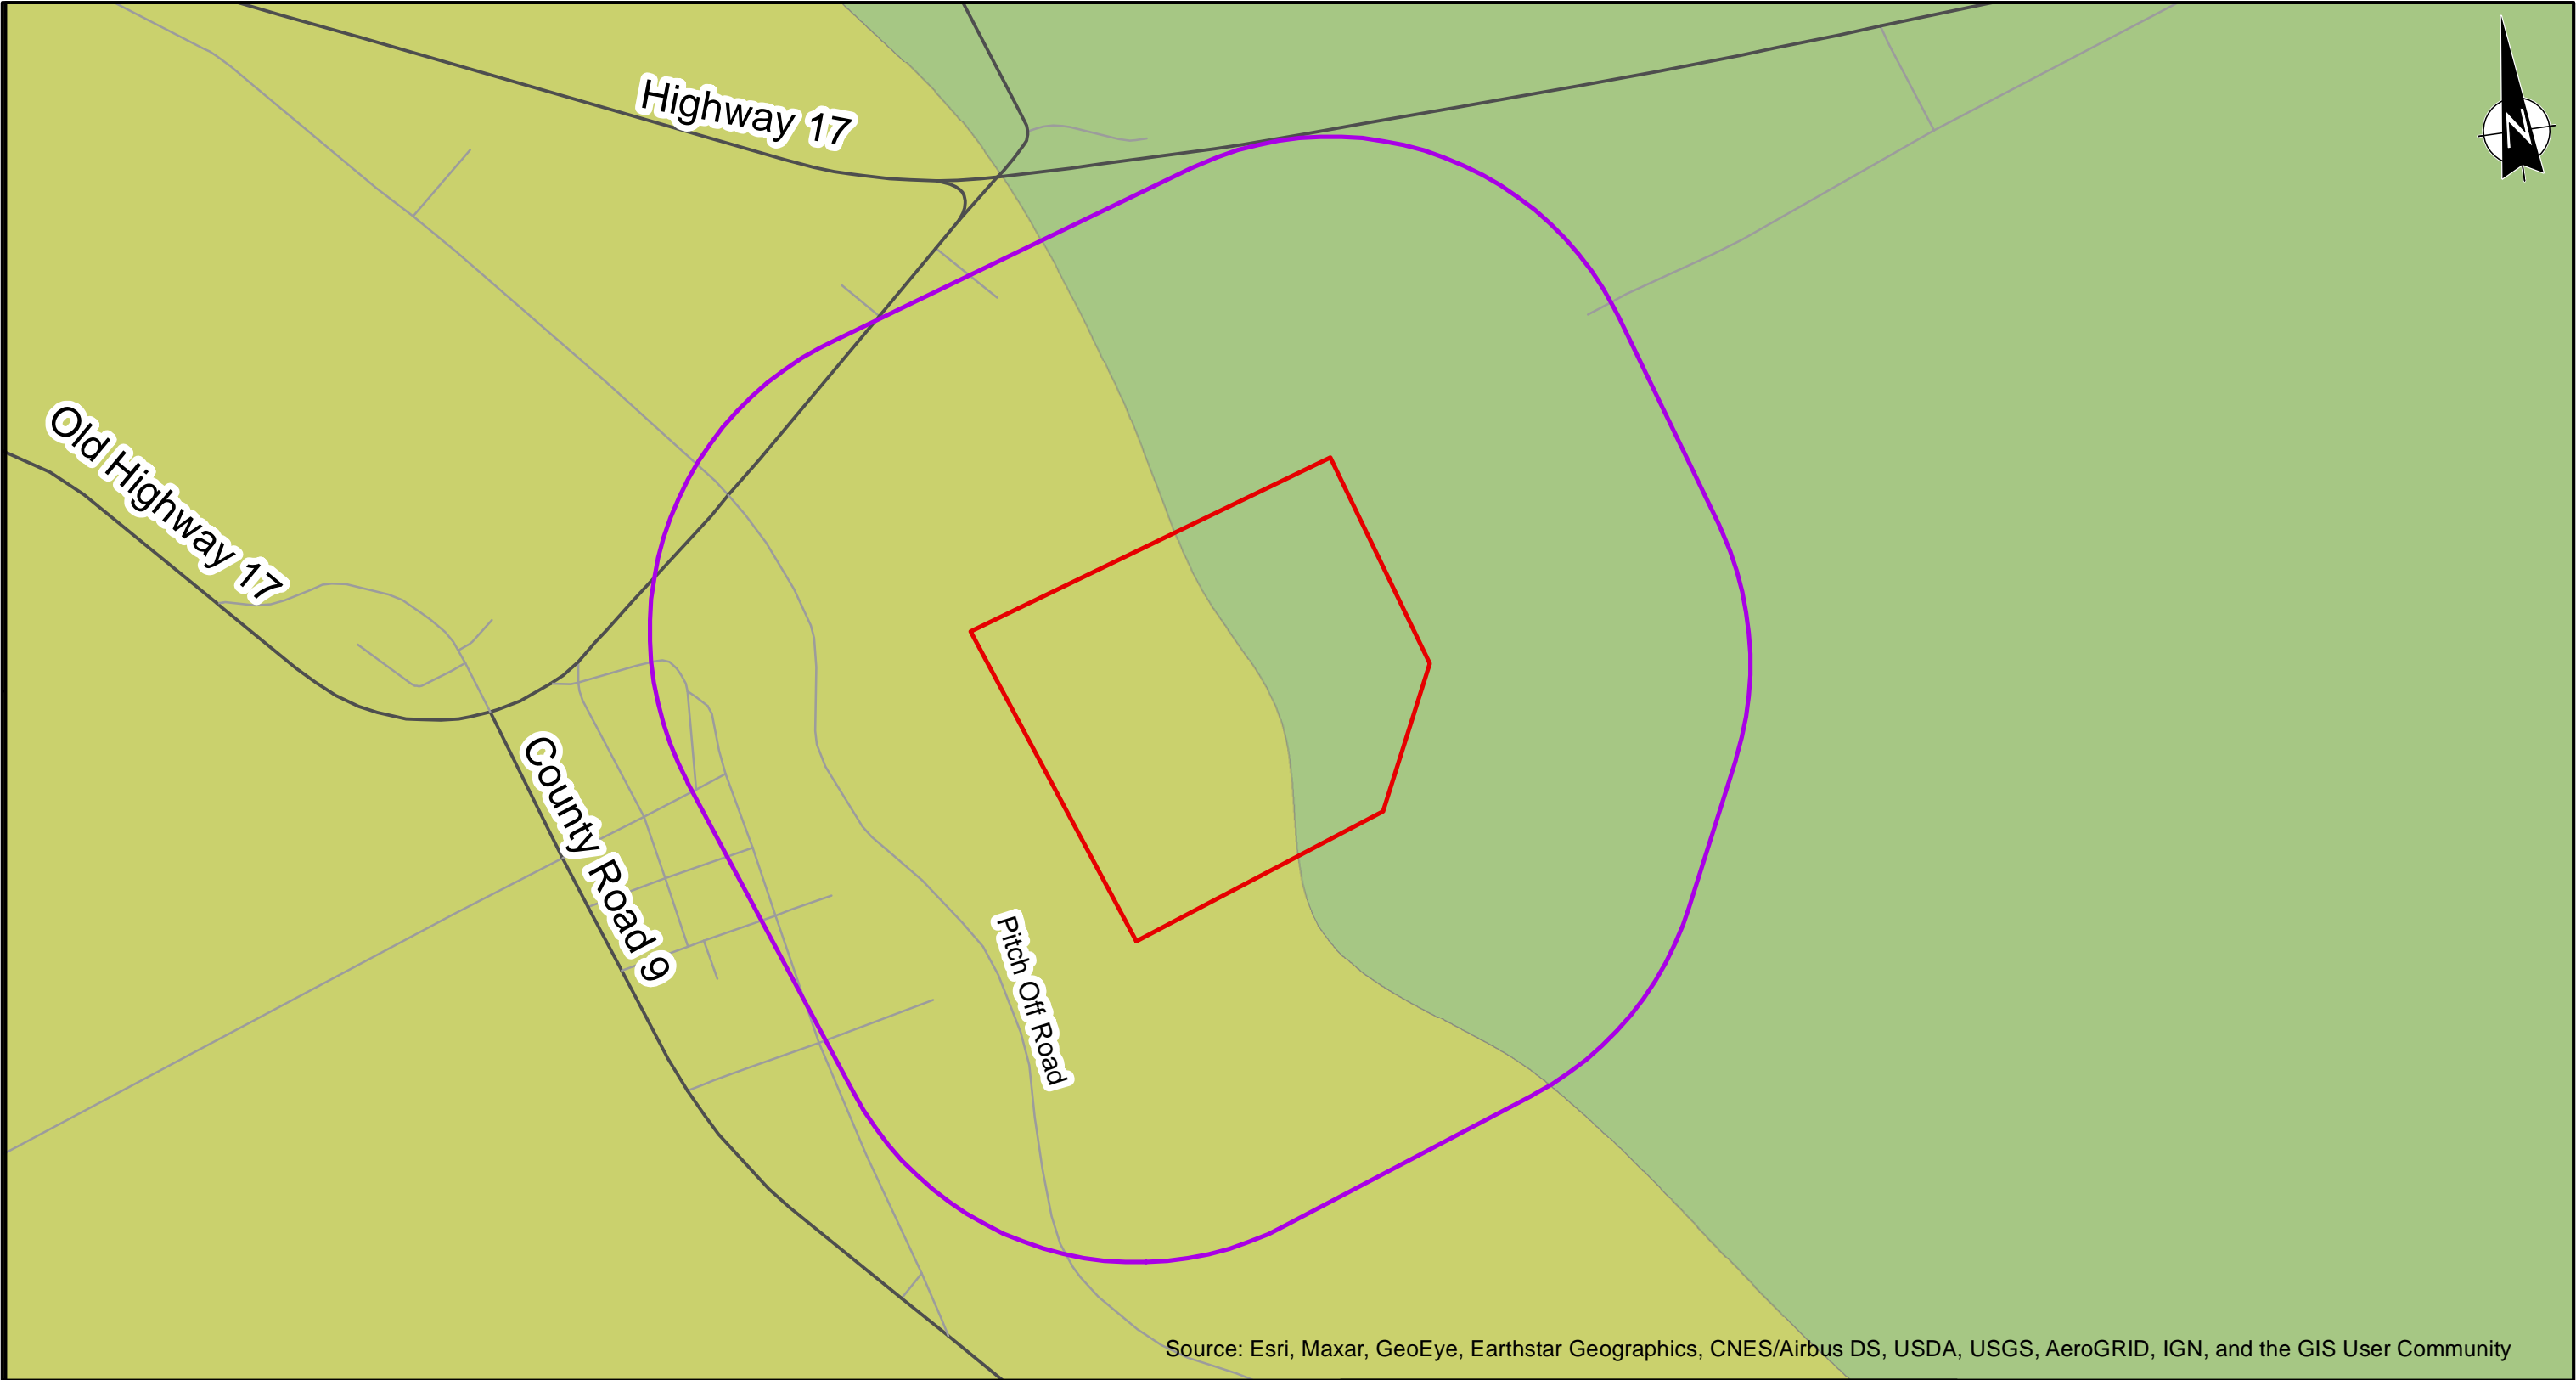 Highway 17
N
Old Highway 17
County Road 9
Pitch Off Road
Source: Esri, Maxar, GeoEye, Earthstar Geographics, CNES/Airbus DS, USDA, USGS, AeroGRID, IGN, and the GIS User Community